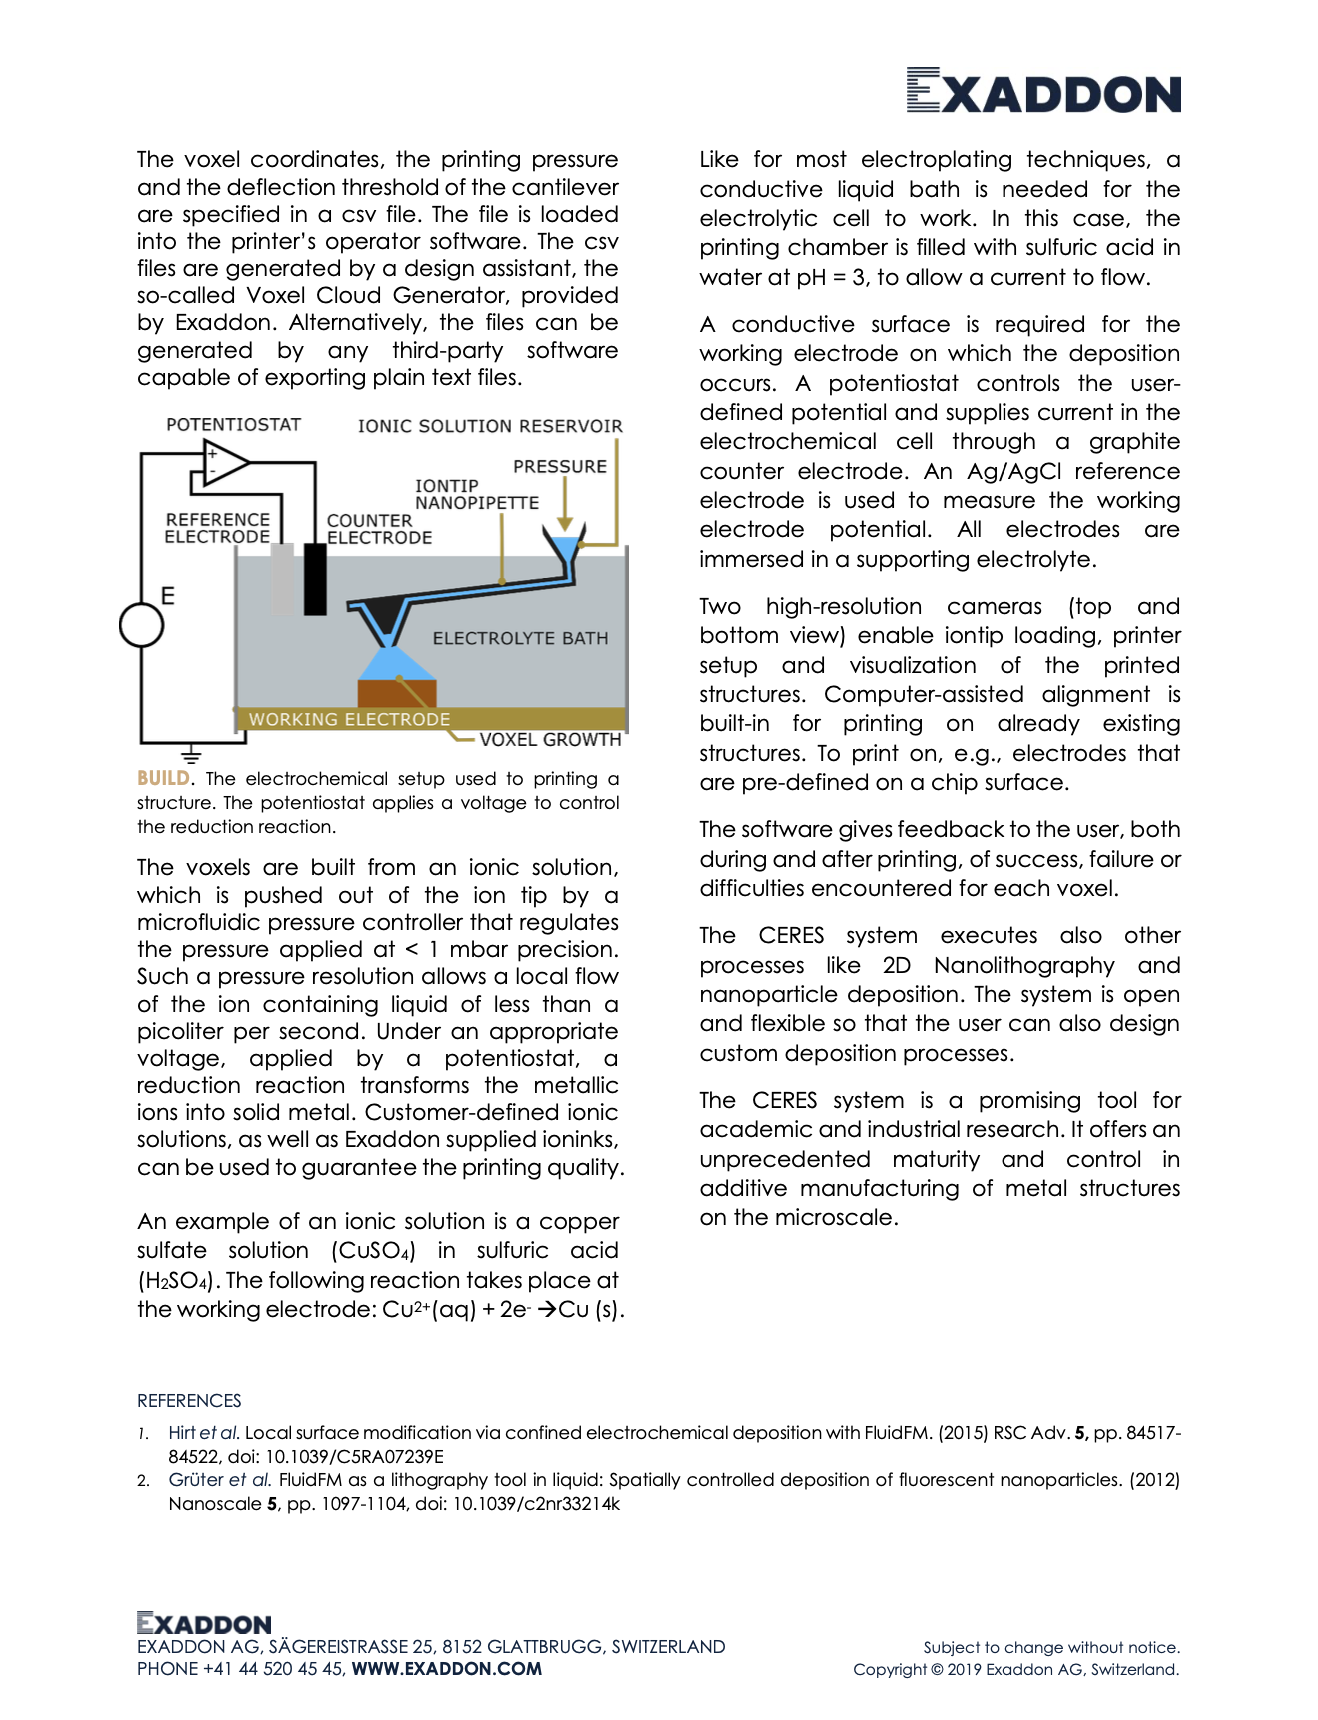 EXADDON
The voxel coordinates, the printing pressure
and the deflection threshold of the cantilever
are specified in a csv file. The file is loaded
into the printer’s operator software. The csv
files are generated by a design assistant, the
so-called Voxel Cloud Generator, provided
by Exaddon. Alternatively, the files can be
generated by any third-party software
capable of exporting plain text files.
POTENTIOSTAT
IONIC SOLUTION RESERVOIR
PRESSURE
IONTIP
NANOPIPETTE
+
-
REFERENCE
ELECTRODE
COUNTER
ELECTRODE
E
ELECTROLYTE BATH
WORKING ELECTRODE
VOXEL GROWTH
BUILD. The electrochemical setup used to printing a
structure. The potentiostat applies a voltage to control
the reduction reaction.
The voxels are built from an ionic solution,
which is pushed out of the ion tip by a
microfluidic pressure controller that regulates
the pressure applied at < 1 mbar precision.
Such a pressure resolution allows a local flow
of the ion containing liquid of less than a
picoliter per second. Under an appropriate
voltage, applied by a potentiostat, a
reduction reaction transforms the metallic
ions into solid metal. Customer-defined ionic
solutions, as well as Exaddon supplied ioninks,
can be used to guarantee the printing quality.
An example of an ionic solution is a copper
sulfate solution (CuSO₄) in sulfuric acid
(H₂SO₄). The following reaction takes place at
the working electrode: Cu²⁺(aq) + 2e⁻ →Cu (s).
Like for most electroplating techniques, a
conductive liquid bath is needed for the
electrolytic cell to work. In this case, the
printing chamber is filled with sulfuric acid in
water at pH = 3, to allow a current to flow.
A conductive surface is required for the
working electrode on which the deposition
occurs. A potentiostat controls the user-
defined potential and supplies current in the
electrochemical cell through a graphite
counter electrode. An Ag/AgCl reference
electrode is used to measure the working
electrode potential. All electrodes are
immersed in a supporting electrolyte.
Two high-resolution cameras (top and
bottom view) enable iontip loading, printer
setup and visualization of the printed
structures. Computer-assisted alignment is
built-in for printing on already existing
structures. To print on, e.g., electrodes that
are pre-defined on a chip surface.
The software gives feedback to the user, both
during and after printing, of success, failure or
difficulties encountered for each voxel.
The CERES system executes also other
processes like 2D Nanolithography and
nanoparticle deposition. The system is open
and flexible so that the user can also design
custom deposition processes.
The CERES system is a promising tool for
academic and industrial research. It offers an
unprecedented maturity and control in
additive manufacturing of metal structures
on the microscale.
REFERENCES
1. Hirt et al. Local surface modification via confined electrochemical deposition with FluidFM. (2015) RSC Adv. 5, pp. 84517-
84522, doi: 10.1039/C5RA07239E
2. Grüter et al. FluidFM as a lithography tool in liquid: Spatially controlled deposition of fluorescent nanoparticles. (2012)
Nanoscale 5, pp. 1097-1104, doi: 10.1039/c2nr33214k
EXADDON
EXADDON AG, SÄGEREISTRASSE 25, 8152 GLATTBRUGG, SWITZERLAND
PHONE +41 44 520 45 45, WWW.EXADDON.COM
Subject to change without notice.
Copyright © 2019 Exaddon AG, Switzerland.